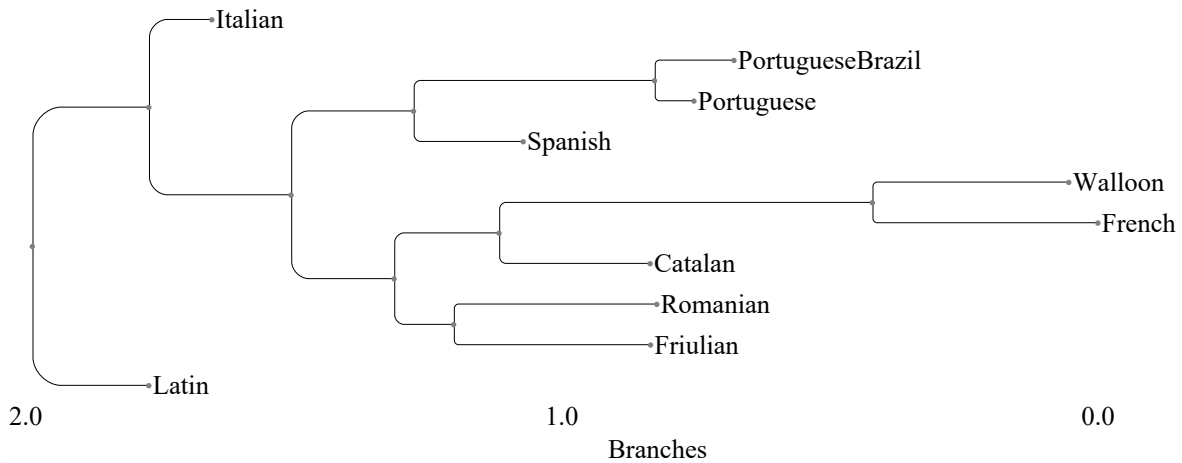 Italian
PortugueseBrazil
Portuguese
Spanish
Walloon
French
Catalan
Romanian
Friulian
Latin
2.0 1.0 0.0
Branches